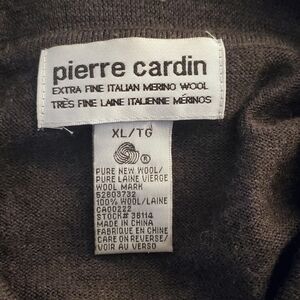 pierre cardin
EXTRA FINE ITALIAN MERINO WOOL
TRÈS FINE LAINE ITALIENNE MÉRINOS
XL/TG
®
PURE NEW WOOL/
PURE LAINE VIERGE
WOOL MARK
52803732
100% WOOL/LAINE
CA00222
STOCK# 36114
MADE IN CHINA
FABRIQUE EN CHINE
CARE ON REVERSE/
VOIR AU VERSO